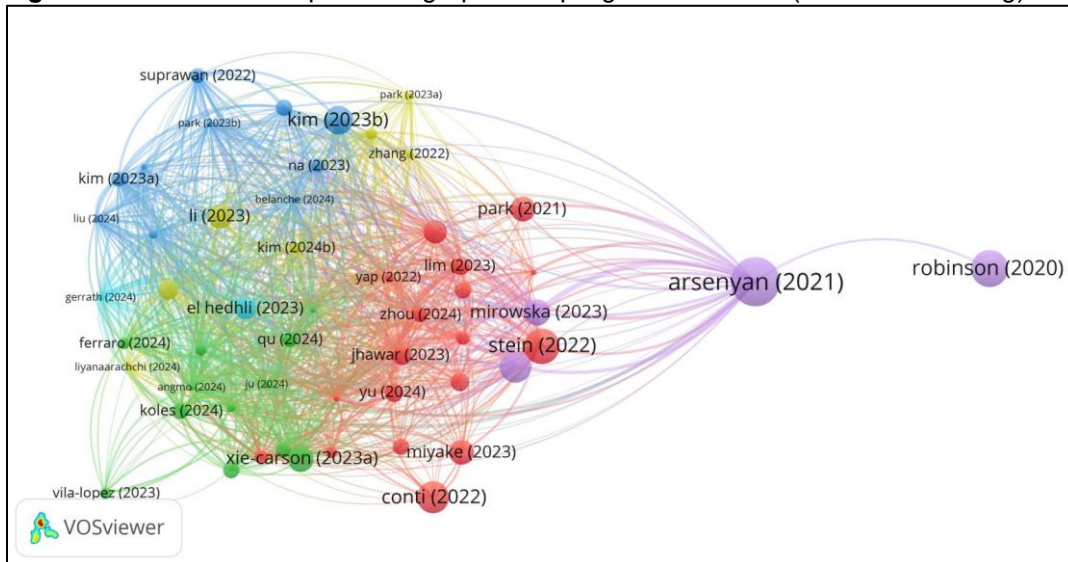 suprawan (2022)
park (2023a)
park (2023b)
kim (2023b)
zhang (2022)
na (2023)
kim (2023a)
belanche (2024)
liu (2024)
li (2023)
park (2021)
kim (2024b)
lim (2023)
yap (2022)
robinson (2020)
arsenyan (2021)
gerrath (2024)
el hedhli (2023)
zhou (2024)
mirowska (2023)
ferraro (2024)
qu (2024)
stein (2022)
jhawar (2023)
liyanaarachchi (2024)
angmo (2024)
ju (2024)
yu (2024)
koles (2024)
xie-carson (2023a)
miyake (2023)
vila-lopez (2023)
conti (2022)
VOSviewer